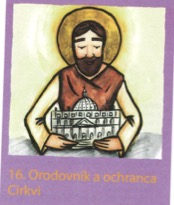 16. Orodovník a ochranca
Cirkvi